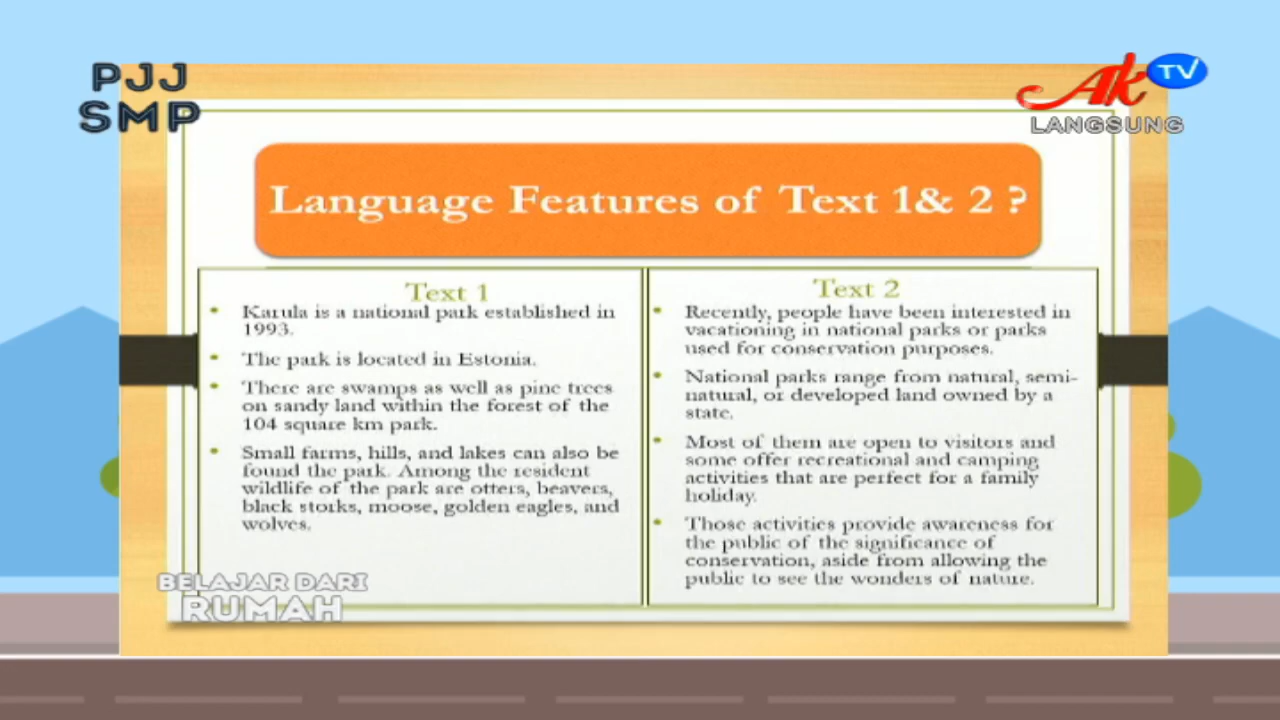 PJJ
SMP
Ak TV
LANGSUNG
Language Features of Text 1& 2 ?
Text 1
• Karula is a national park established in
1993.
• The park is located in Estonia.
• There are swamps as well as pine trees
on sandy land within the forest of the
104 square km park.
• Small farms, hills, and lakes can also be
found the park. Among the resident
wildlife of the park are otters, beavers,
black storks, moose, golden eagles, and
wolves.
Text 2
• Recently, people have been interested in
vacationing in national parks or parks
used for conservation purposes.
• National parks range from natural, semi-
natural, or developed land owned by a
state.
• Most of them are open to visitors and
some offer recreational and camping
activities that are perfect for a family
holiday.
• Those activities provide awareness for
the public of the significance of
conservation, aside from allowing the
public to see the wonders of nature.
BELAJAR DARI
RUMAH